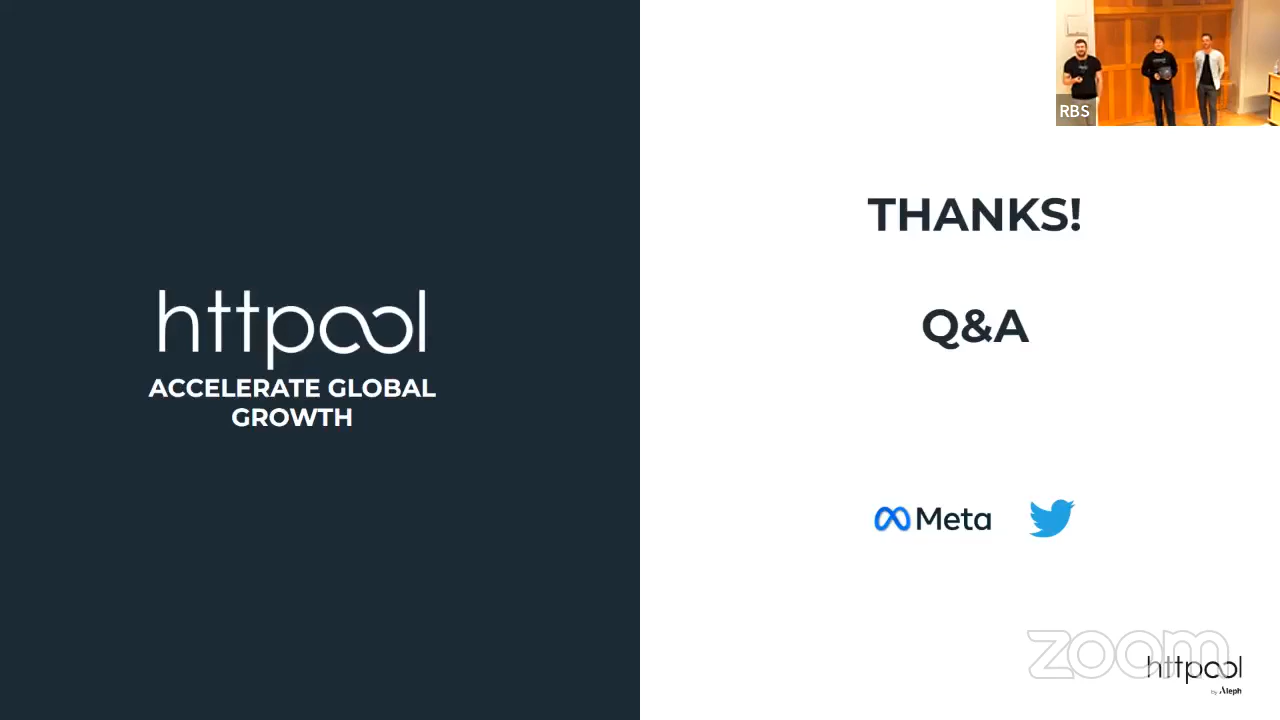 httpool
ACCELERATE GLOBAL
GROWTH
RBS
THANKS!
Q&A
Meta
zoom
httpool
by Aleph